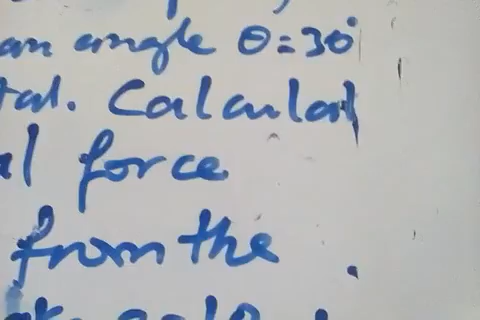 an angle θ=30°
tal. Calculat
al force
from the